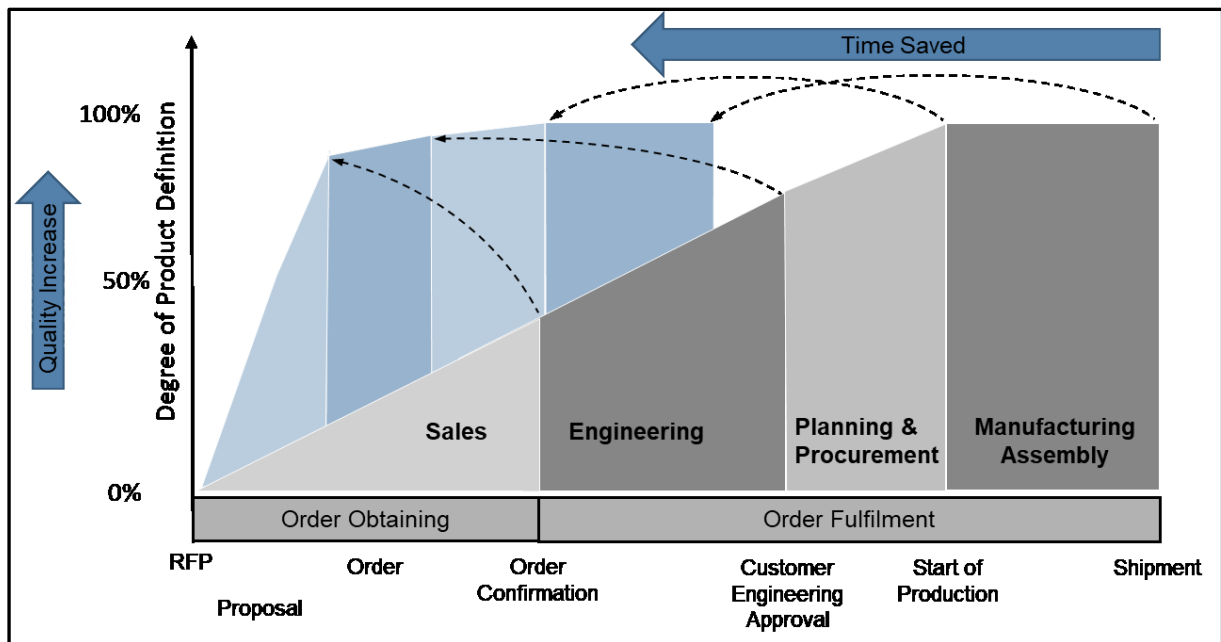 Time Saved
100%
50%
0%
Quality Increase
Degree of Product Definition
Sales
Engineering
Planning &
Procurement
Manufacturing
Assembly
Order Obtaining
Order Fulfilment
RFP
Proposal
Order
Order
Confirmation
Customer
Engineering
Approval
Start of
Production
Shipment